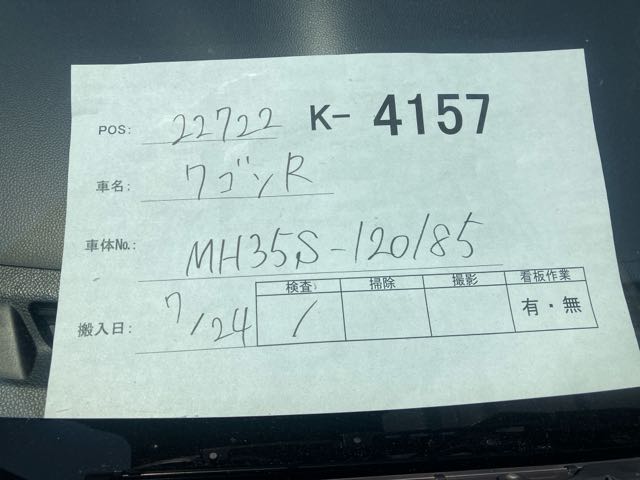 POS: 22722 K-4157
車名: ワゴンR
車体No.: MH35S-120185
搬入日: 7/24
検査 掃除 撮影 看板作業
/ 有・無